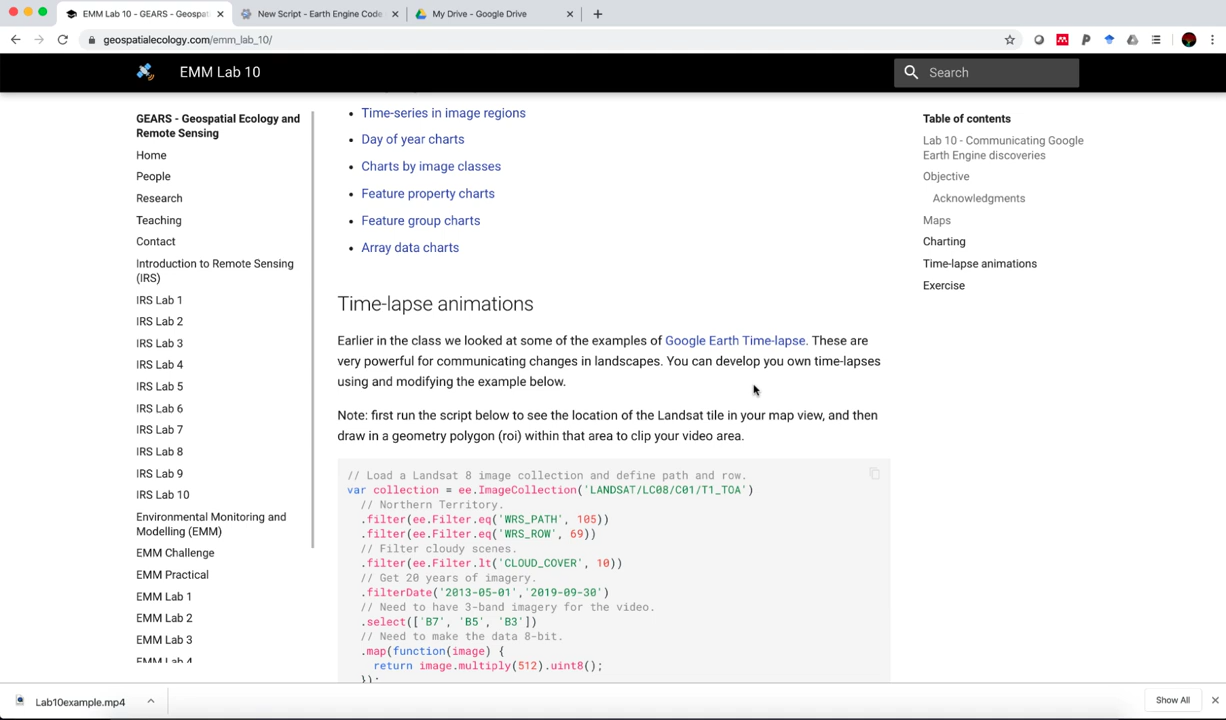 EMM Lab 10 - GEARS - Geospat
New Script - Earth Engine Code
My Drive - Google Drive
geospatialecology.com/emm_lab_10/
EMM Lab 10
Search
GEARS - Geospatial Ecology and
Remote Sensing
Home
People
Research
Teaching
Contact
Introduction to Remote Sensing
(IRS)
IRS Lab 1
IRS Lab 2
IRS Lab 3
IRS Lab 4
IRS Lab 5
IRS Lab 6
IRS Lab 7
IRS Lab 8
IRS Lab 9
IRS Lab 10
Environmental Monitoring and
Modelling (EMM)
EMM Challenge
EMM Practical
EMM Lab 1
EMM Lab 2
EMM Lab 3
EMM Lab 4
• Time-series in image regions
• Day of year charts
• Charts by image classes
• Feature property charts
• Feature group charts
• Array data charts
Time-lapse animations
Earlier in the class we looked at some of the examples of Google Earth Time-lapse. These are
very powerful for communicating changes in landscapes. You can develop you own time-lapses
using and modifying the example below.
Note: first run the script below to see the location of the Landsat tile in your map view, and then
draw in a geometry polygon (roi) within that area to clip your video area.
// Load a Landsat 8 image collection and define path and row.
var collection = ee.ImageCollection('LANDSAT/LC08/C01/T1_TOA')
// Northern Territory.
.filter(ee.Filter.eq('WRS_PATH', 105))
.filter(ee.Filter.eq('WRS_ROW', 69))
// Filter cloudy scenes.
.filter(ee.Filter.lt('CLOUD_COVER', 10))
// Get 20 years of imagery.
.filterDate('2013-05-01','2019-09-30')
// Need to have 3-band imagery for the video.
.select(['B7', 'B5', 'B3'])
// Need to make the data 8-bit.
.map(function(image) {
return image.multiply(512).uint8();
});
Table of contents
Lab 10 - Communicating Google
Earth Engine discoveries
Objective
Acknowledgments
Maps
Charting
Time-lapse animations
Exercise
Lab10example.mp4
Show All